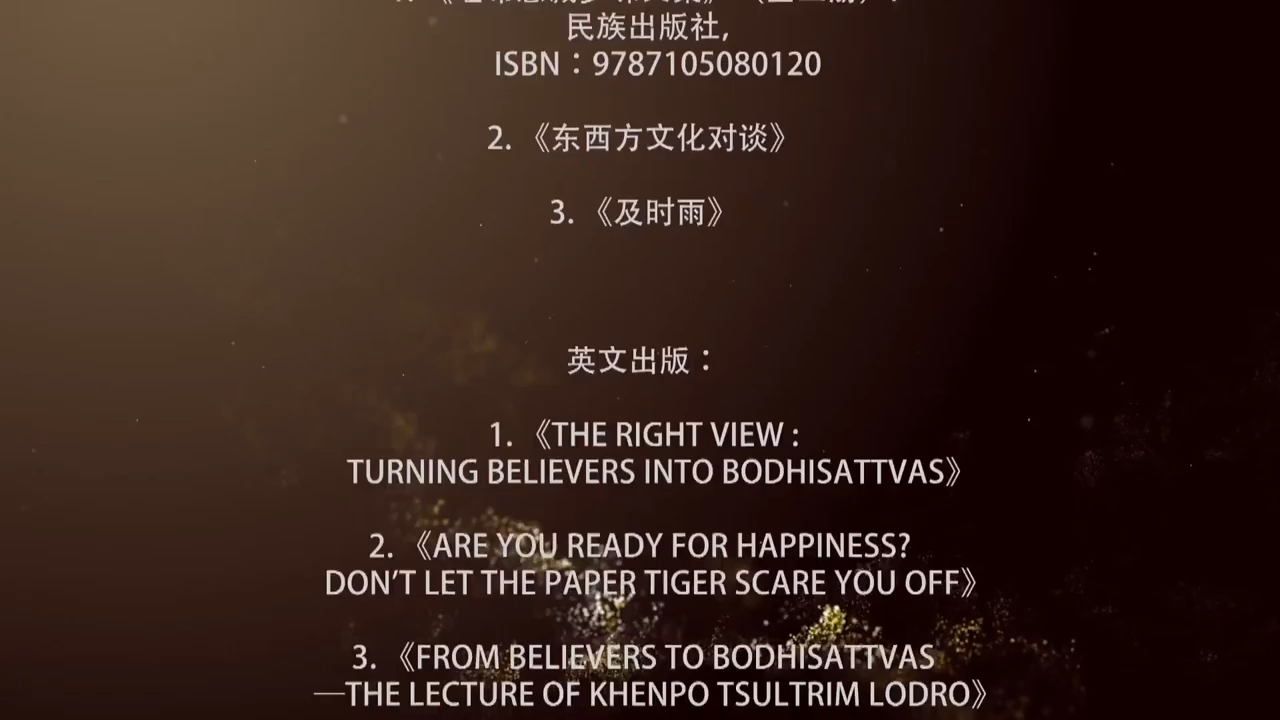 民族出版社,
ISBN：9787105080120
2. 《东西方文化对谈》
3. 《及时雨》
英文出版：
1. 《THE RIGHT VIEW :
TURNING BELIEVERS INTO BODHISATTVAS》
2. 《ARE YOU READY FOR HAPPINESS?
DON’T LET THE PAPER TIGER SCARE YOU OFF》
3. 《FROM BELIEVERS TO BODHISATTVAS
—THE LECTURE OF KHENPO TSULTRIM LODRO》